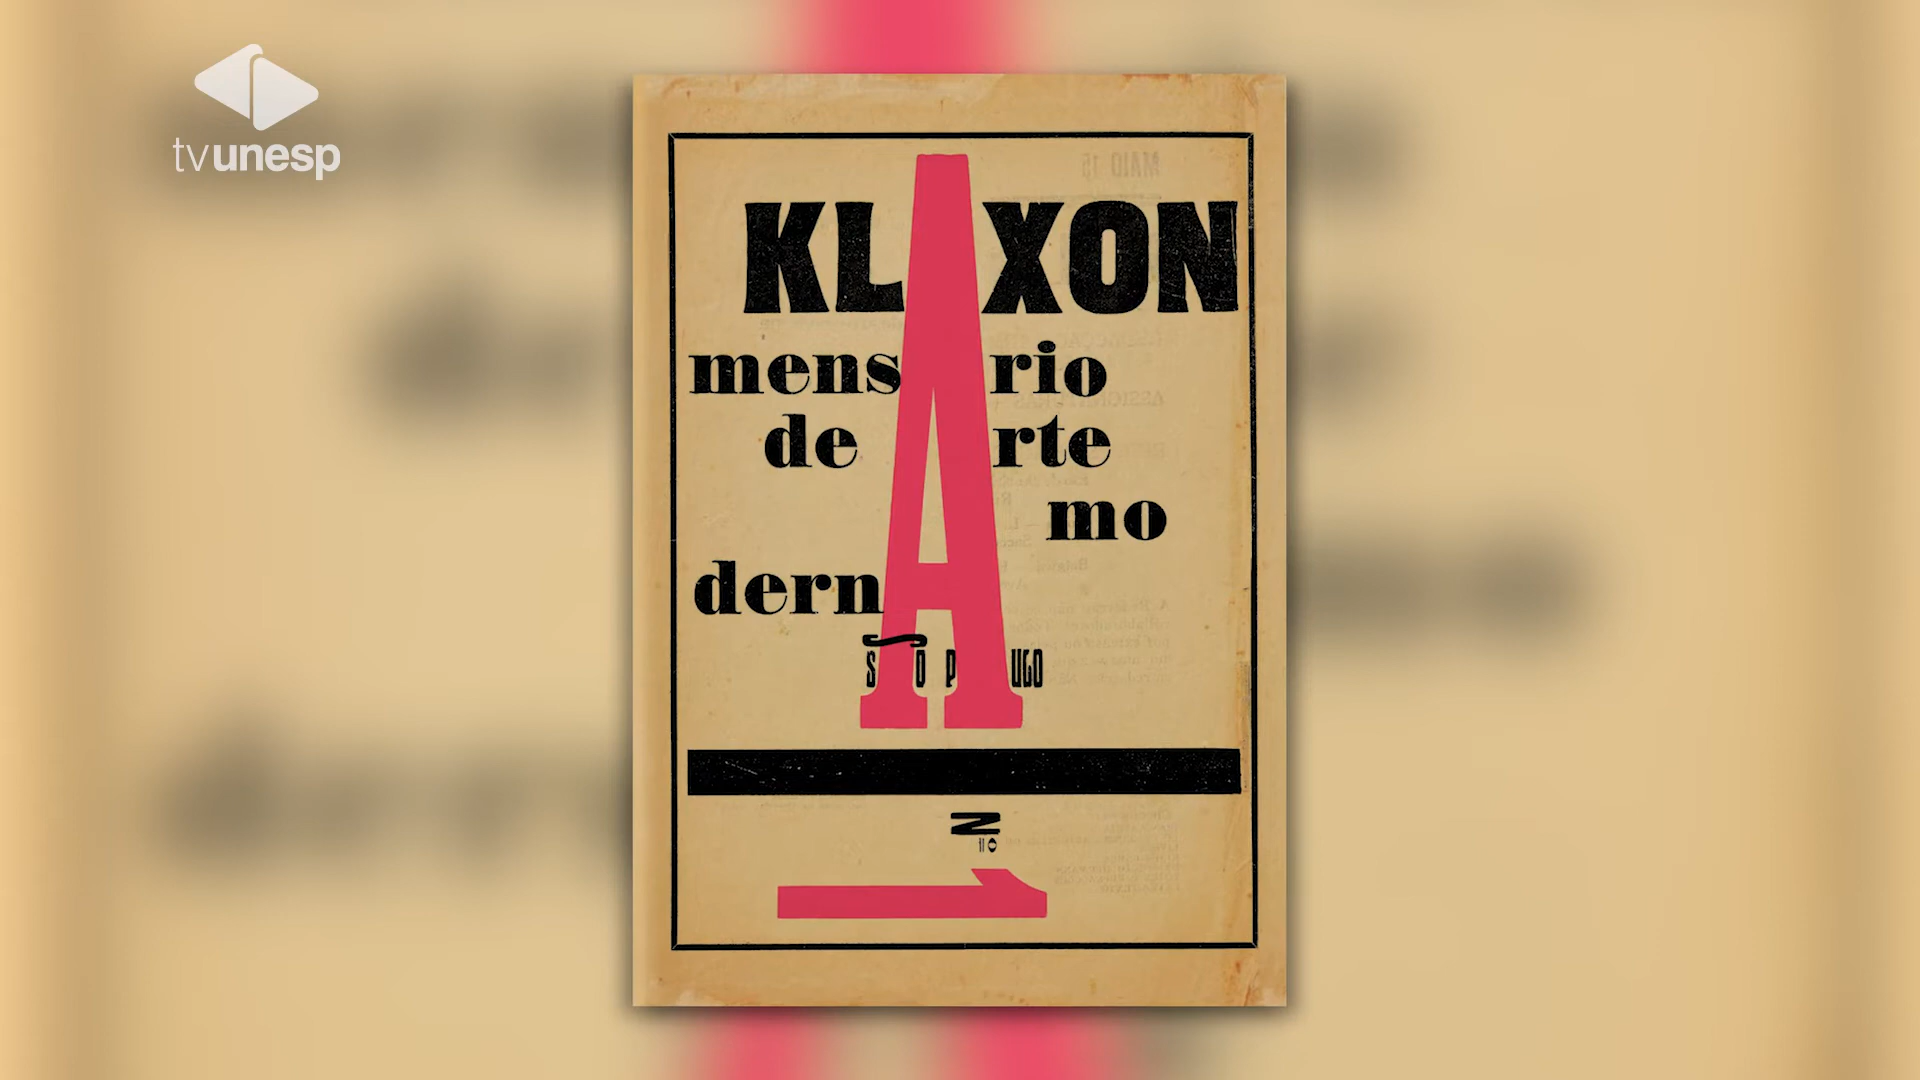 tvunesp
KLAXON
mensArio
de Arte
mo
dernA
SÃO PAULO
Nº
1